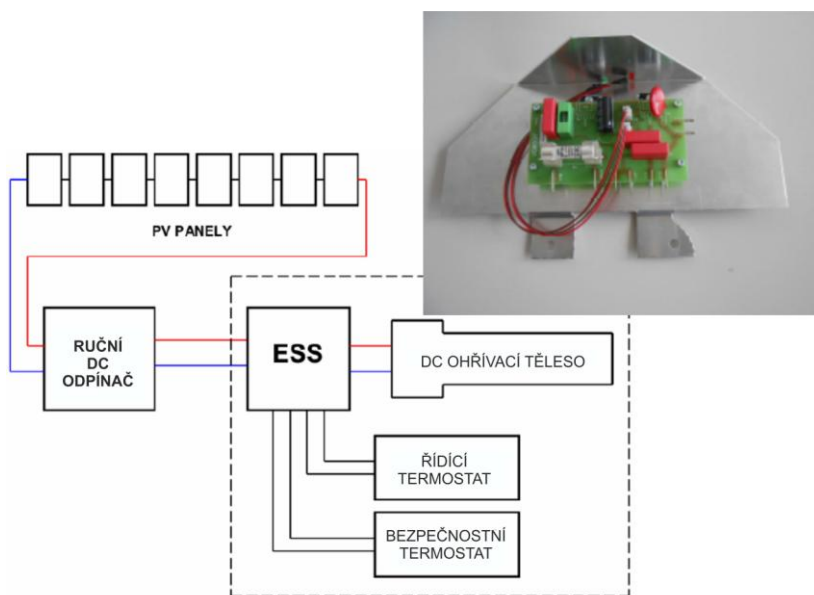 PV PANELY
RUČNÍ
DC
ODPÍNAČ
ESS
DC OHŘÍVACÍ TĚLESO
ŘÍDÍCÍ
TERMOSTAT
BEZPEČNOSTNÍ
TERMOSTAT